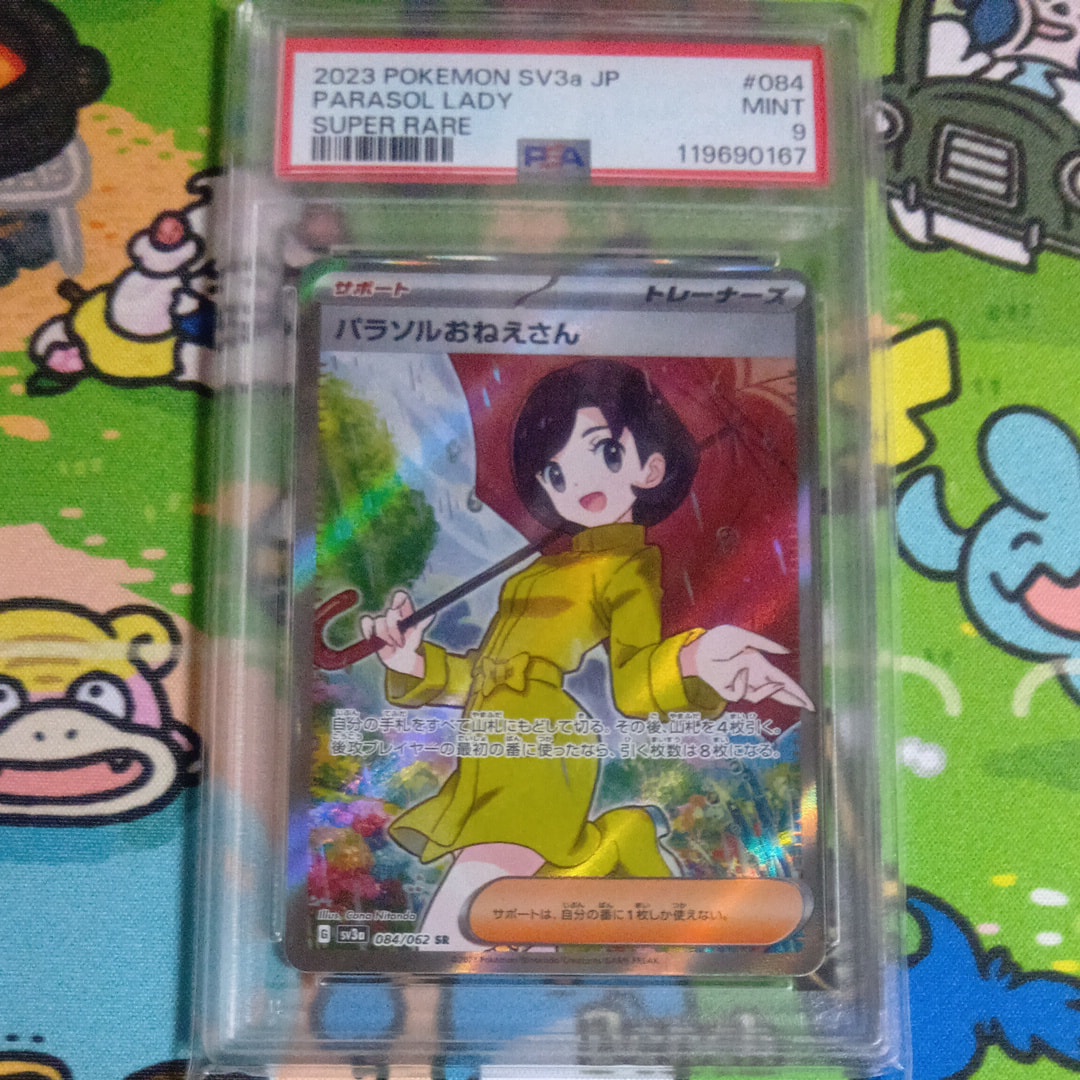 2023 POKEMON SV3a JP #084
PARASOL LADY MINT
SUPER RARE 9
PSA 119690167
サポート トレーナーズ
パラソルおねえさん
自分の手札をすべて山札にもどして切る。その後、山札を4枚引く。
後攻プレイヤーの最初の番に使ったなら、引く枚数は8枚になる。
サポートは、自分の番に1枚しか使えない。
Illus. Cona Nitanda
G SV3a 084/062 SR